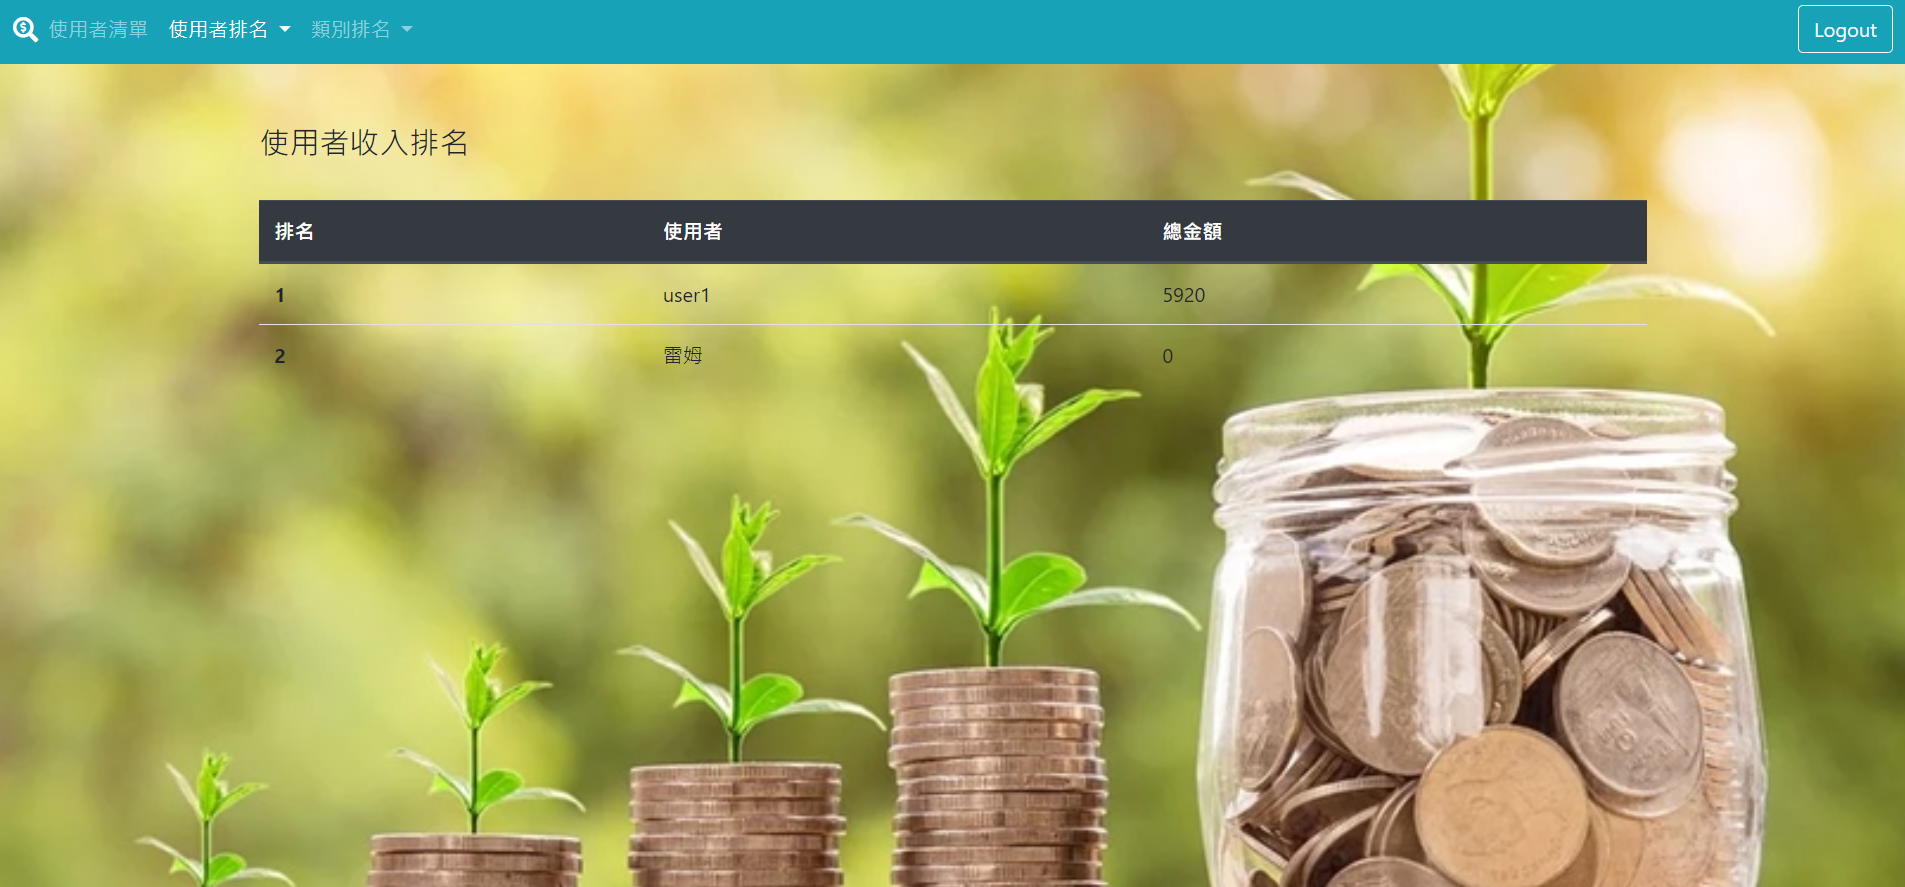 使用者清單 使用者排名 類別排名 Logout
使用者收入排名
排名 使用者 總金額
1 user1 5920
2 雷姆 0